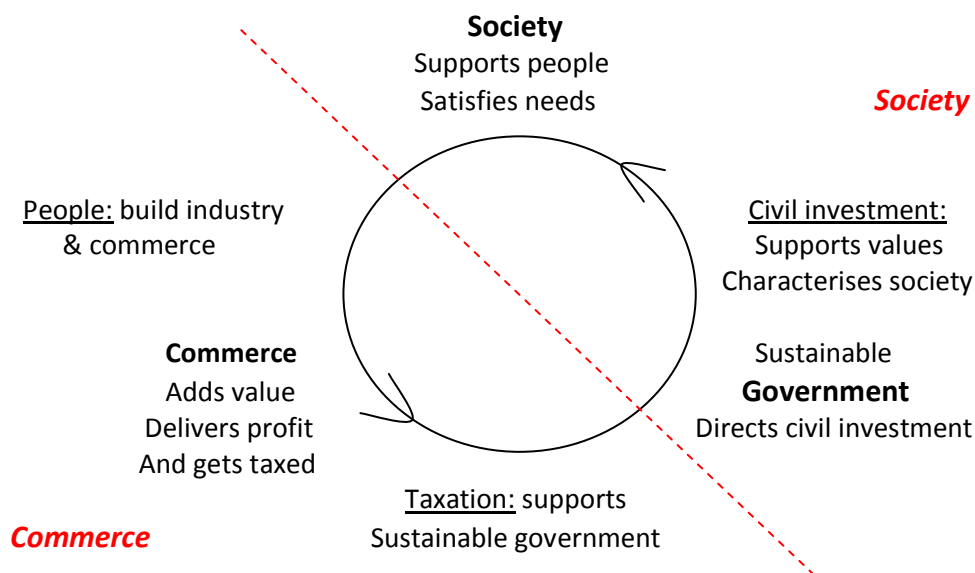 Society
Supports people
Satisfies needs
Society
People: build industry
& commerce
Civil investment:
Supports values
Characterises society
Commerce
Adds value
Delivers profit
And gets taxed
Sustainable
Government
Directs civil investment
Taxation: supports
Sustainable government
Commerce